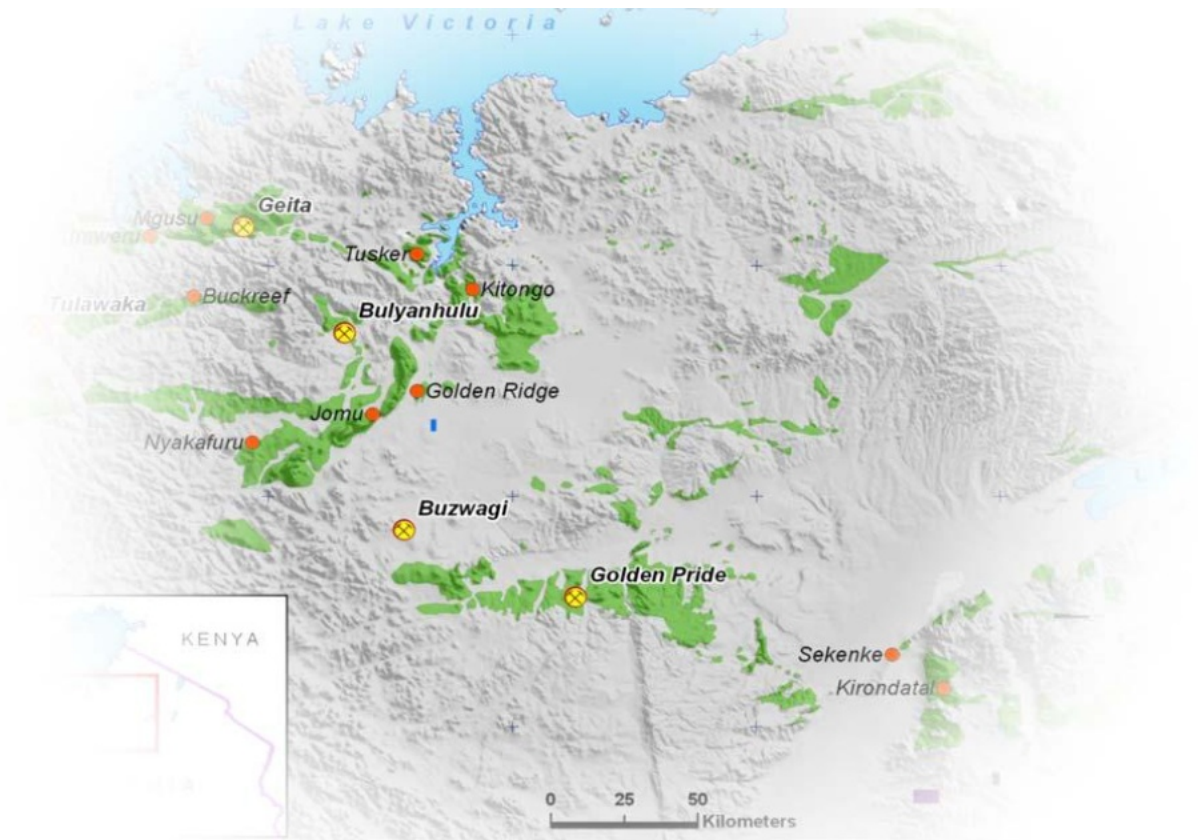 Lake Victoria
Geita
Mgusu
Tusker
Buckreef
Kitongo
Tulawaka
Bulyanhulu
Golden Ridge
Jomu
Nyakafuru
Buzwagi
Golden Pride
KENYA
Sekenke
Kirondatal
0 25 50
Kilometers